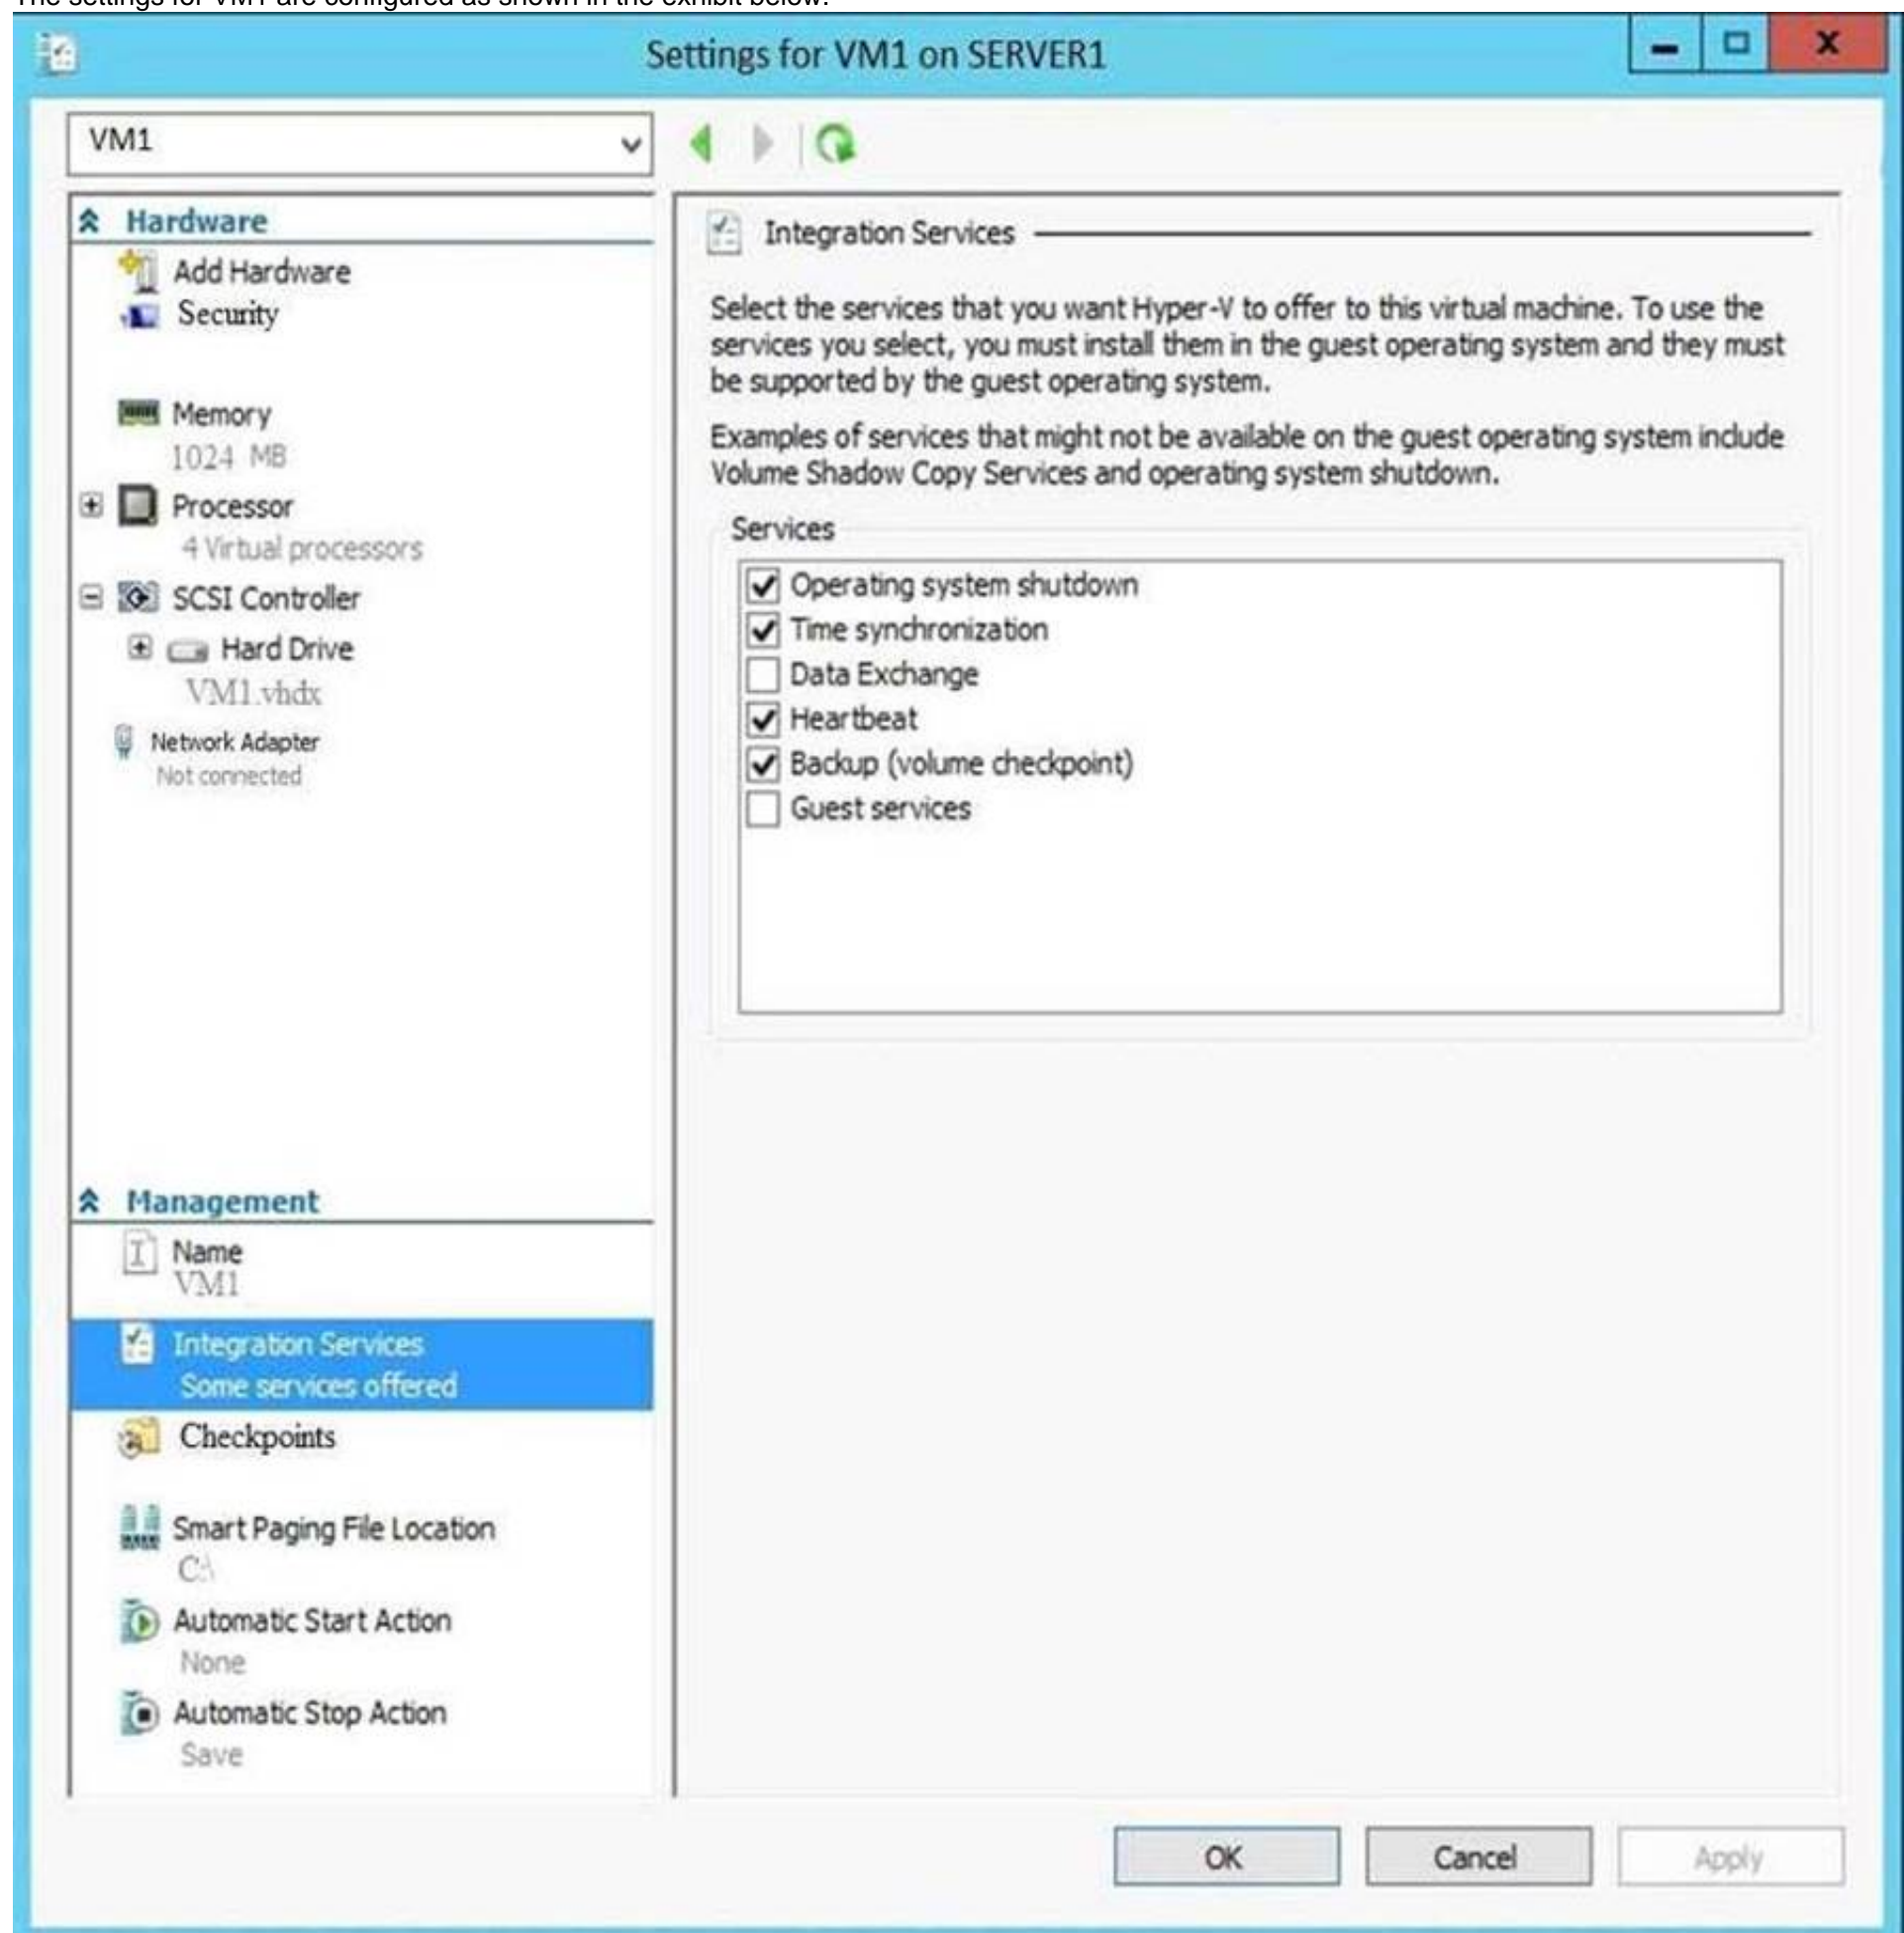 The settings for VM1 are configured as shown in the exhibit below.
Settings for VM1 on SERVER1
VM1
Hardware
Add Hardware
Security
Memory
1024 MB
Processor
4 Virtual processors
SCSI Controller
Hard Drive
VM1.vhdx
Network Adapter
Not connected
Management
Name
VM1
Integration Services
Some services offered
Checkpoints
Smart Paging File Location
C:\
Automatic Start Action
None
Automatic Stop Action
Save
Integration Services
Select the services that you want Hyper-V to offer to this virtual machine. To use the
services you select, you must install them in the guest operating system and they must
be supported by the guest operating system.
Examples of services that might not be available on the guest operating system include
Volume Shadow Copy Services and operating system shutdown.
Services
Operating system shutdown
Time synchronization
Data Exchange
Heartbeat
Backup (volume checkpoint)
Guest services
OK
Cancel
Apply